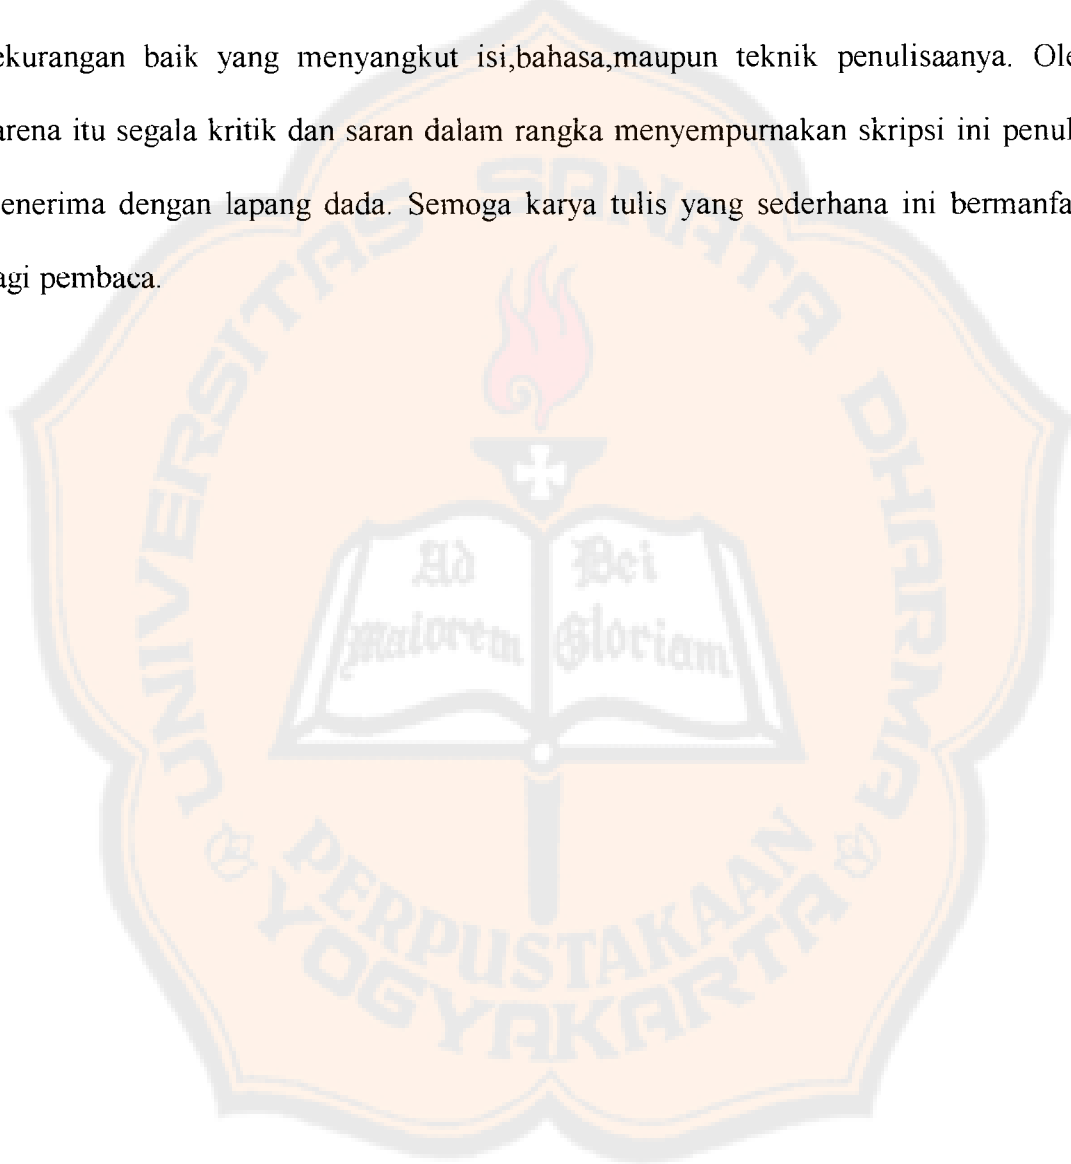 ekurangan baik yang menyangkut isi,bahasa,maupun teknik penulisaanya. Ole
arena itu segala kritik dan saran dalam rangka menyempurnakan skripsi ini penul
enerima dengan lapang dada. Semoga karya tulis yang sederhana ini bermanfa
agi pembaca.
UNIVERSITAS SANATA DHARMA
Ad Dei
Maiorem Gloriam
PERPUSTAKAAN
YOGYAKARTA